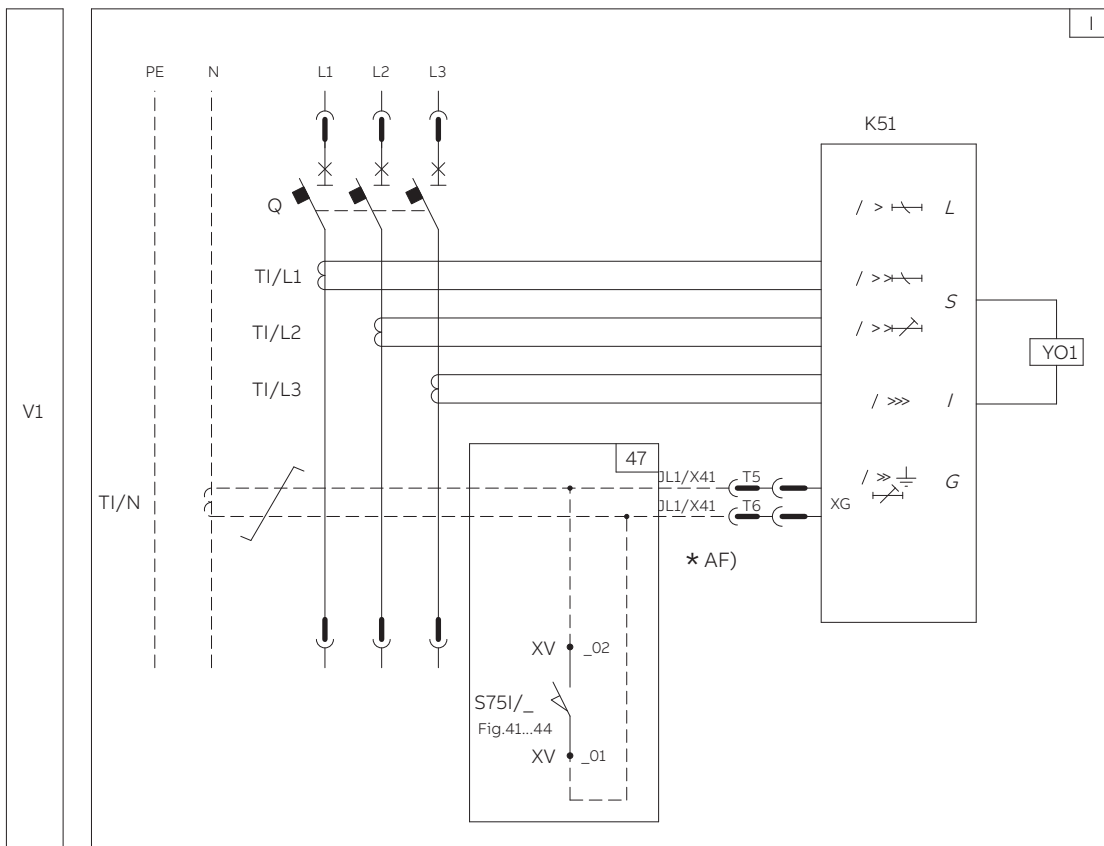 I
PE N L1 L2 L3
K51
/ > L
Q
TI/L1
/ >> S
TI/L2
/ >>
YO1
TI/L3
/ >>> I
V1
47
JL1/X41 T5
/ >> G
TI/N
JL1/X41 T6
XG
* AF)
XV _02
S75I/_
Fig.41...44
XV _01